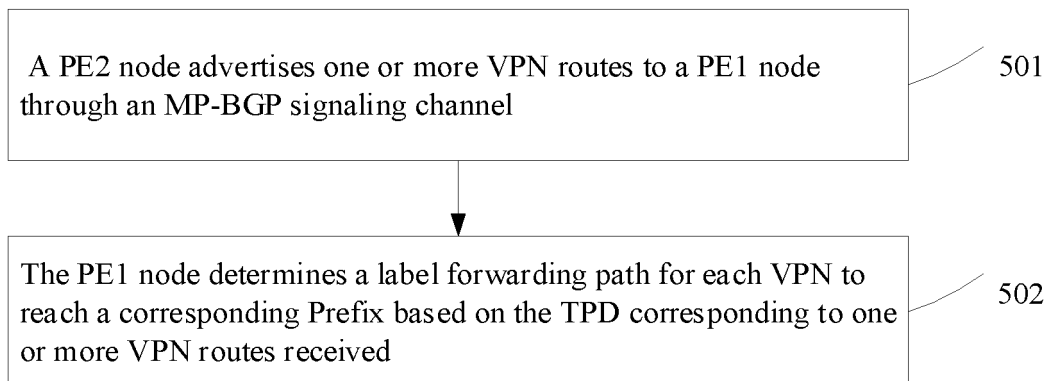 A PE2 node advertises one or more VPN routes to a PE1 node
through an MP-BGP signaling channel
501
The PE1 node determines a label forwarding path for each VPN to
reach a corresponding Prefix based on the TPD corresponding to one
or more VPN routes received
502